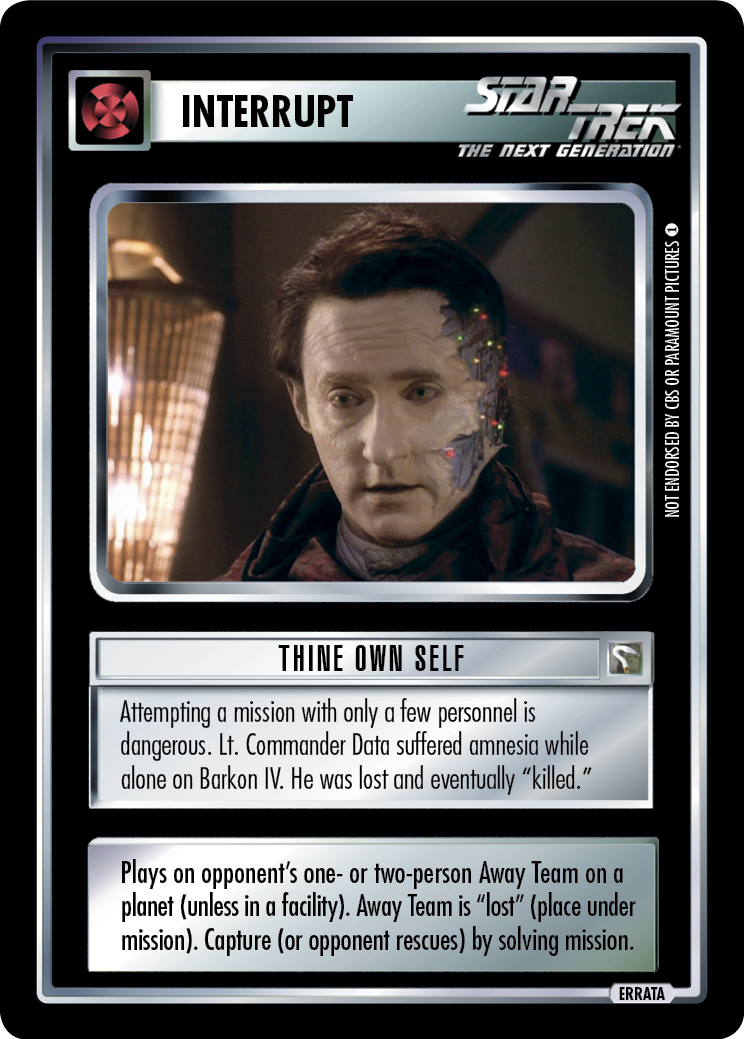 INTERRUPT
STAR TREK
THE NEXT GENERATION
NOT ENDORSED BY CBS OR PARAMOUNT PICTURES 1
THINE OWN SELF
Attempting a mission with only a few personnel is
dangerous. Lt. Commander Data suffered amnesia while
alone on Barkon IV. He was lost and eventually “killed.”
Plays on opponent’s one- or two-person Away Team on a
planet (unless in a facility). Away Team is “lost” (place under
mission). Capture (or opponent rescues) by solving mission.
ERRATA